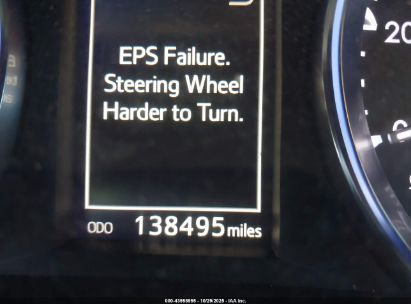 EPS Failure.
Steering Wheel
Harder to Turn.
ODO 138495 miles
20